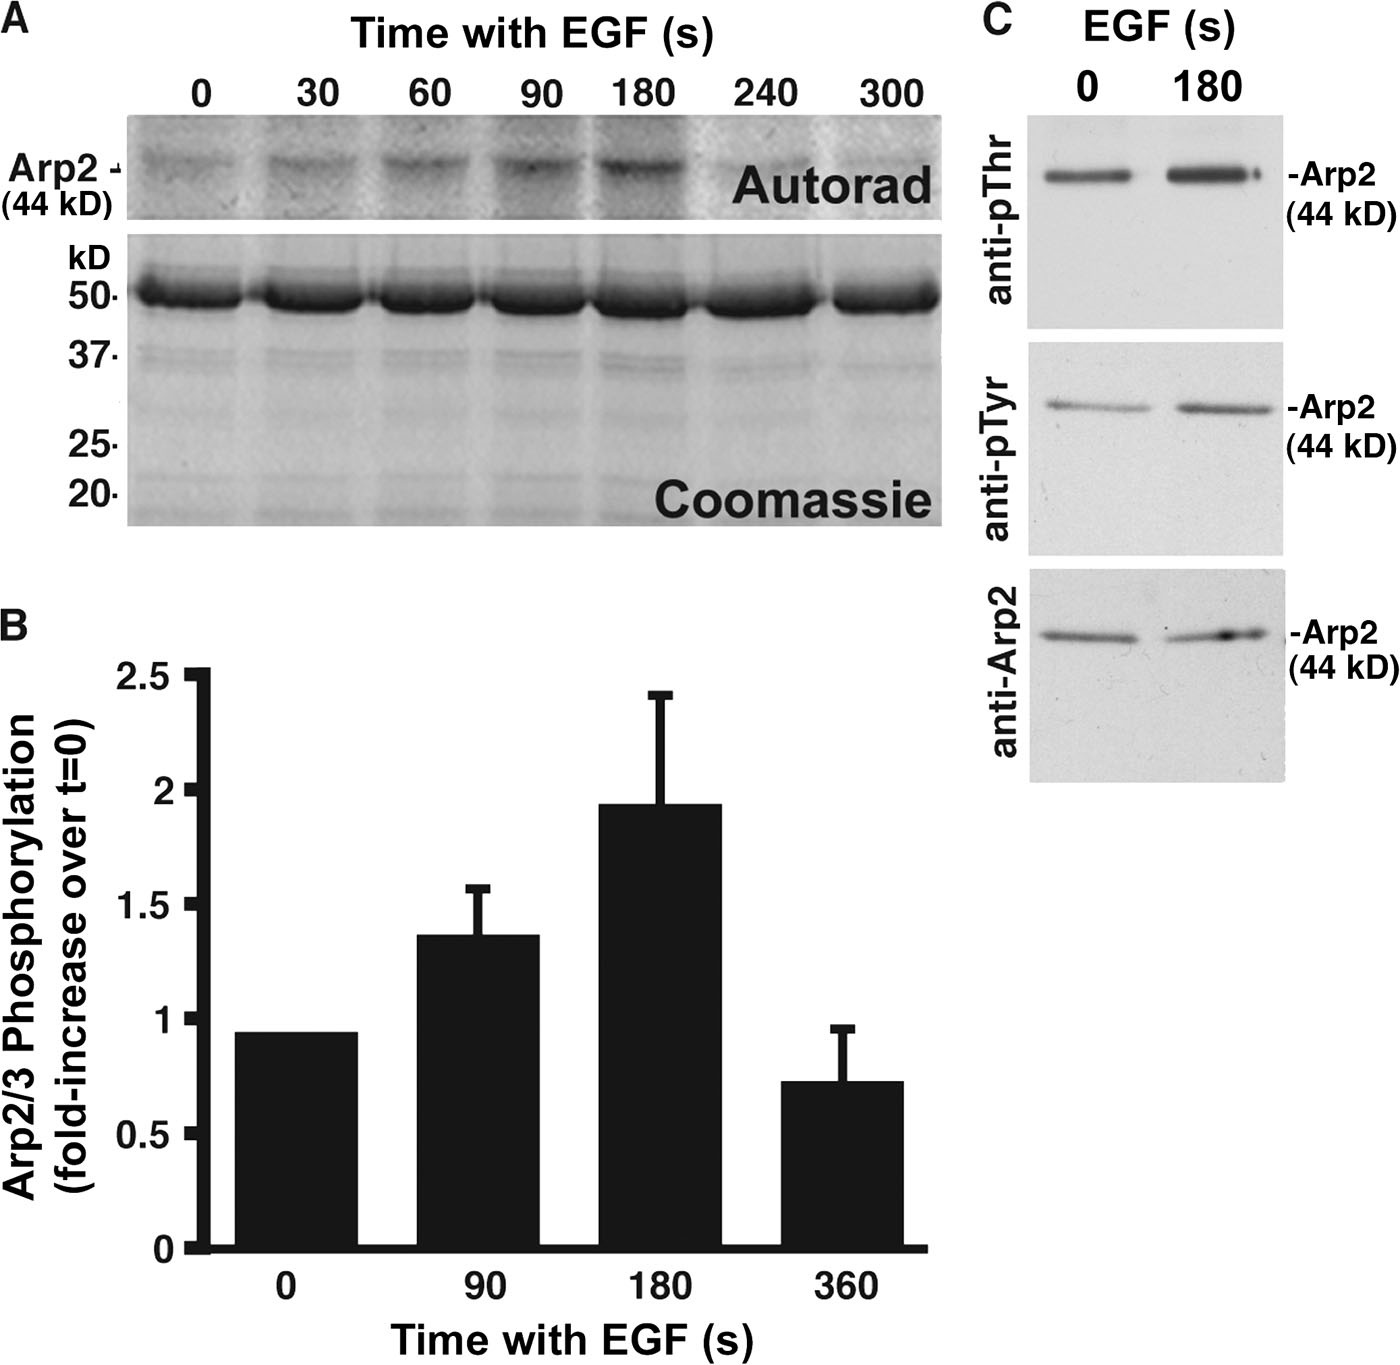 A
Time with EGF (s)
0 30 60 90 180 240 300
Arp2 -
(44 kD)
Autorad
kD
50
37
25
20
Coomassie
B
2.5
2
1.5
1
0.5
0
Arp2/3 Phosphorylation
(fold-increase over t=0)
0 90 180 360
Time with EGF (s)
C
EGF (s)
0 180
anti-pThr
-Arp2
(44 kD)
anti-pTyr
-Arp2
(44 kD)
anti-Arp2
-Arp2
(44 kD)